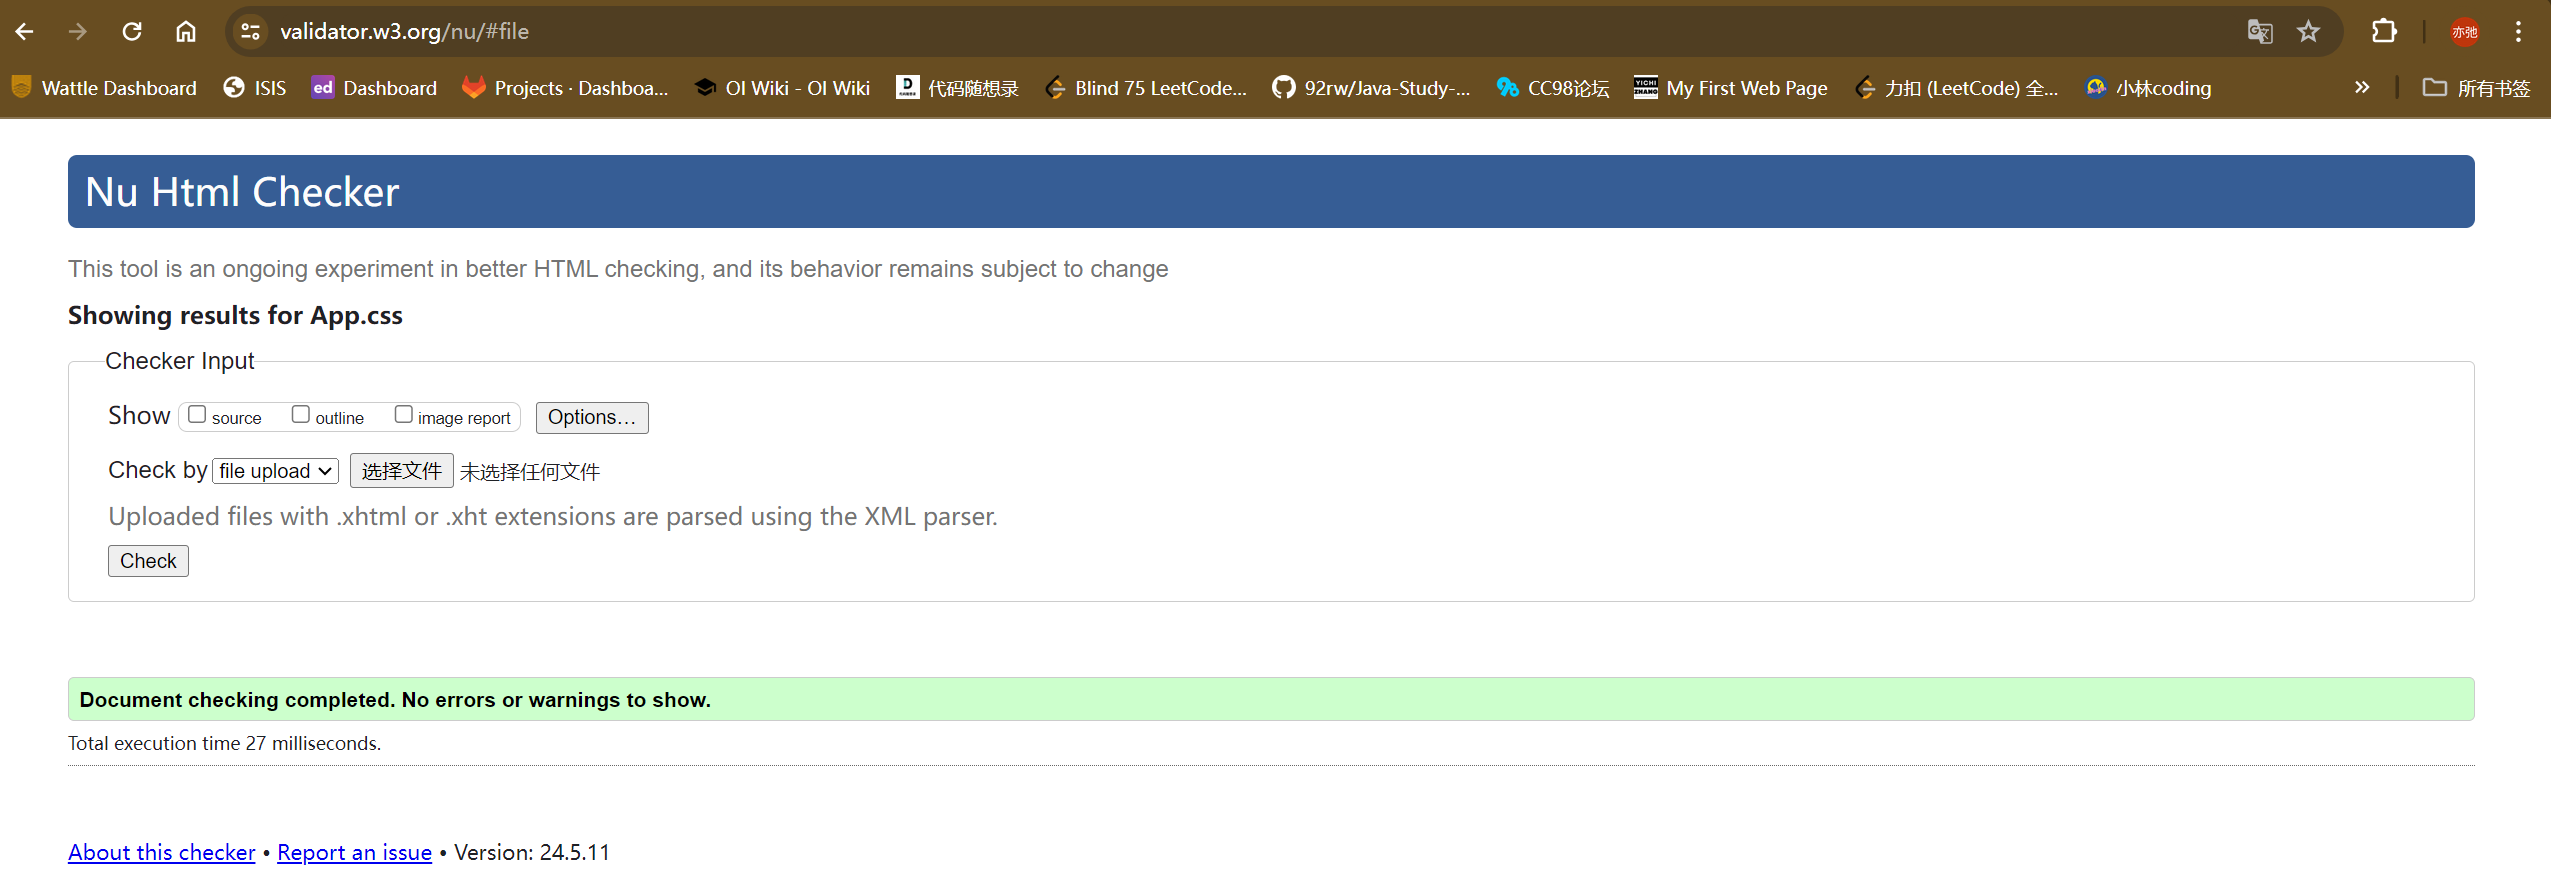 validator.w3.org/nu/#file
亦弛
Wattle Dashboard ISIS ed Dashboard Projects · Dashboa... OI Wiki - OI Wiki 代码随想录 Blind 75 LeetCode... 92rw/Java-Study-... CC98论坛 YICHI ZHANG My First Web Page 力扣 (LeetCode) 全... 小林coding » 所有书签
Nu Html Checker
This tool is an ongoing experiment in better HTML checking, and its behavior remains subject to change
Showing results for App.css
Checker Input
Show source outline image report Options...
Check by file upload 选择文件 未选择任何文件
Uploaded files with .xhtml or .xht extensions are parsed using the XML parser.
Check
Document checking completed. No errors or warnings to show.
Total execution time 27 milliseconds.
About this checker • Report an issue • Version: 24.5.11